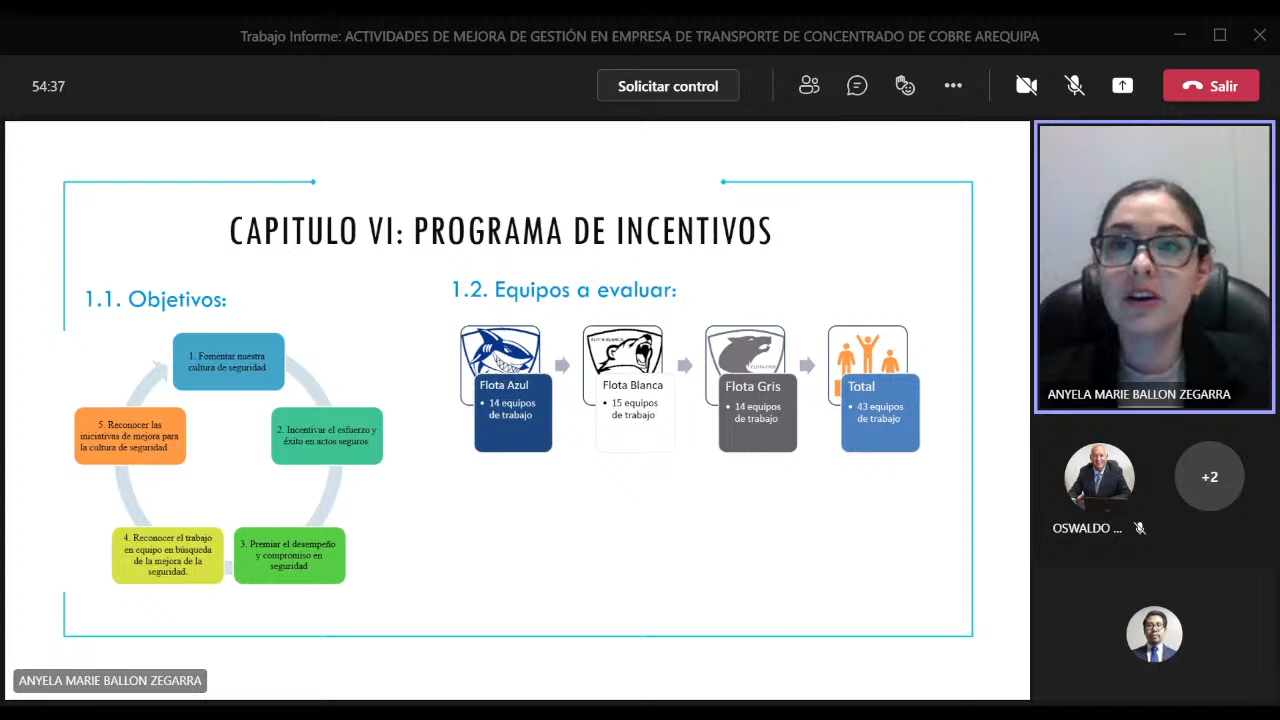 Trabajo Informe: ACTIVIDADES DE MEJORA DE GESTIÓN EN EMPRESA DE TRANSPORTE DE CONCENTRADO DE COBRE AREQUIPA
54:37
Solicitar control
Salir
CAPITULO VI: PROGRAMA DE INCENTIVOS
1.1. Objetivos:
1. Fomentar nuestra
cultura de seguridad
2. Incentivar el esfuerzo y
éxito en actos seguros
3. Premiar el desempeño
y compromiso en
seguridad
4. Reconocer el trabajo
en equipo en búsqueda
de la mejora de la
seguridad.
5. Reconocer las
iniciativas de mejora para
la cultura de seguridad
1.2. Equipos a evaluar:
Flota Azul
• 14 equipos
de trabajo
FLOTA BLANCA
Flota Blanca
• 15 equipos
de trabajo
FLOTA GRIS
Flota Gris
• 14 equipos
de trabajo
Total
• 43 equipos
de trabajo
ANYELA MARIE BALLON ZEGARRA
ANYELA MARIE BALLON ZEGARRA
OSWALDO ...
+2